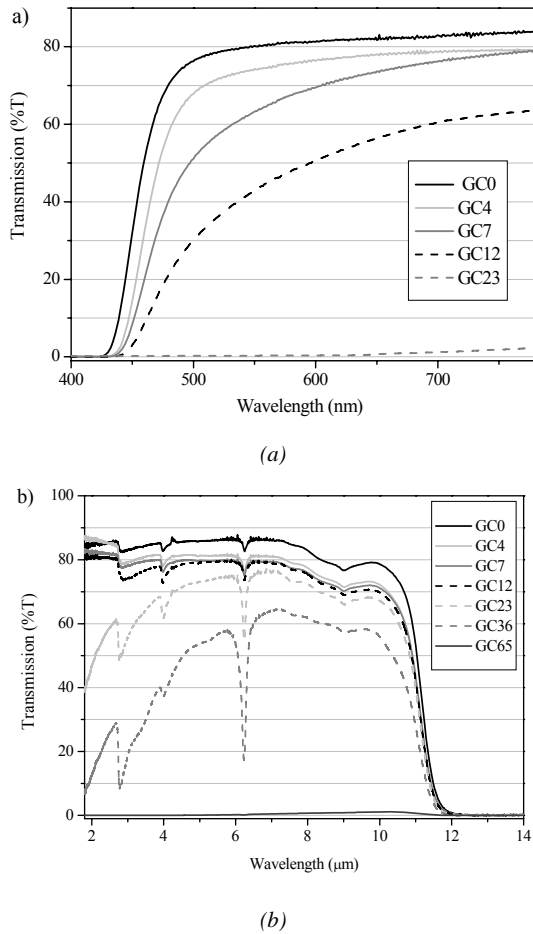 a)
80
60
40
20
0
Transmission (%T)
GC0
GC4
GC7
GC12
GC23
400 500 600 700
Wavelength (nm)
(a)
b)
100
80
60
40
20
0
Transmission (%T)
GC0
GC4
GC7
GC12
GC23
GC36
GC65
2 4 6 8 10 12 14
Wavelength (μm)
(b)